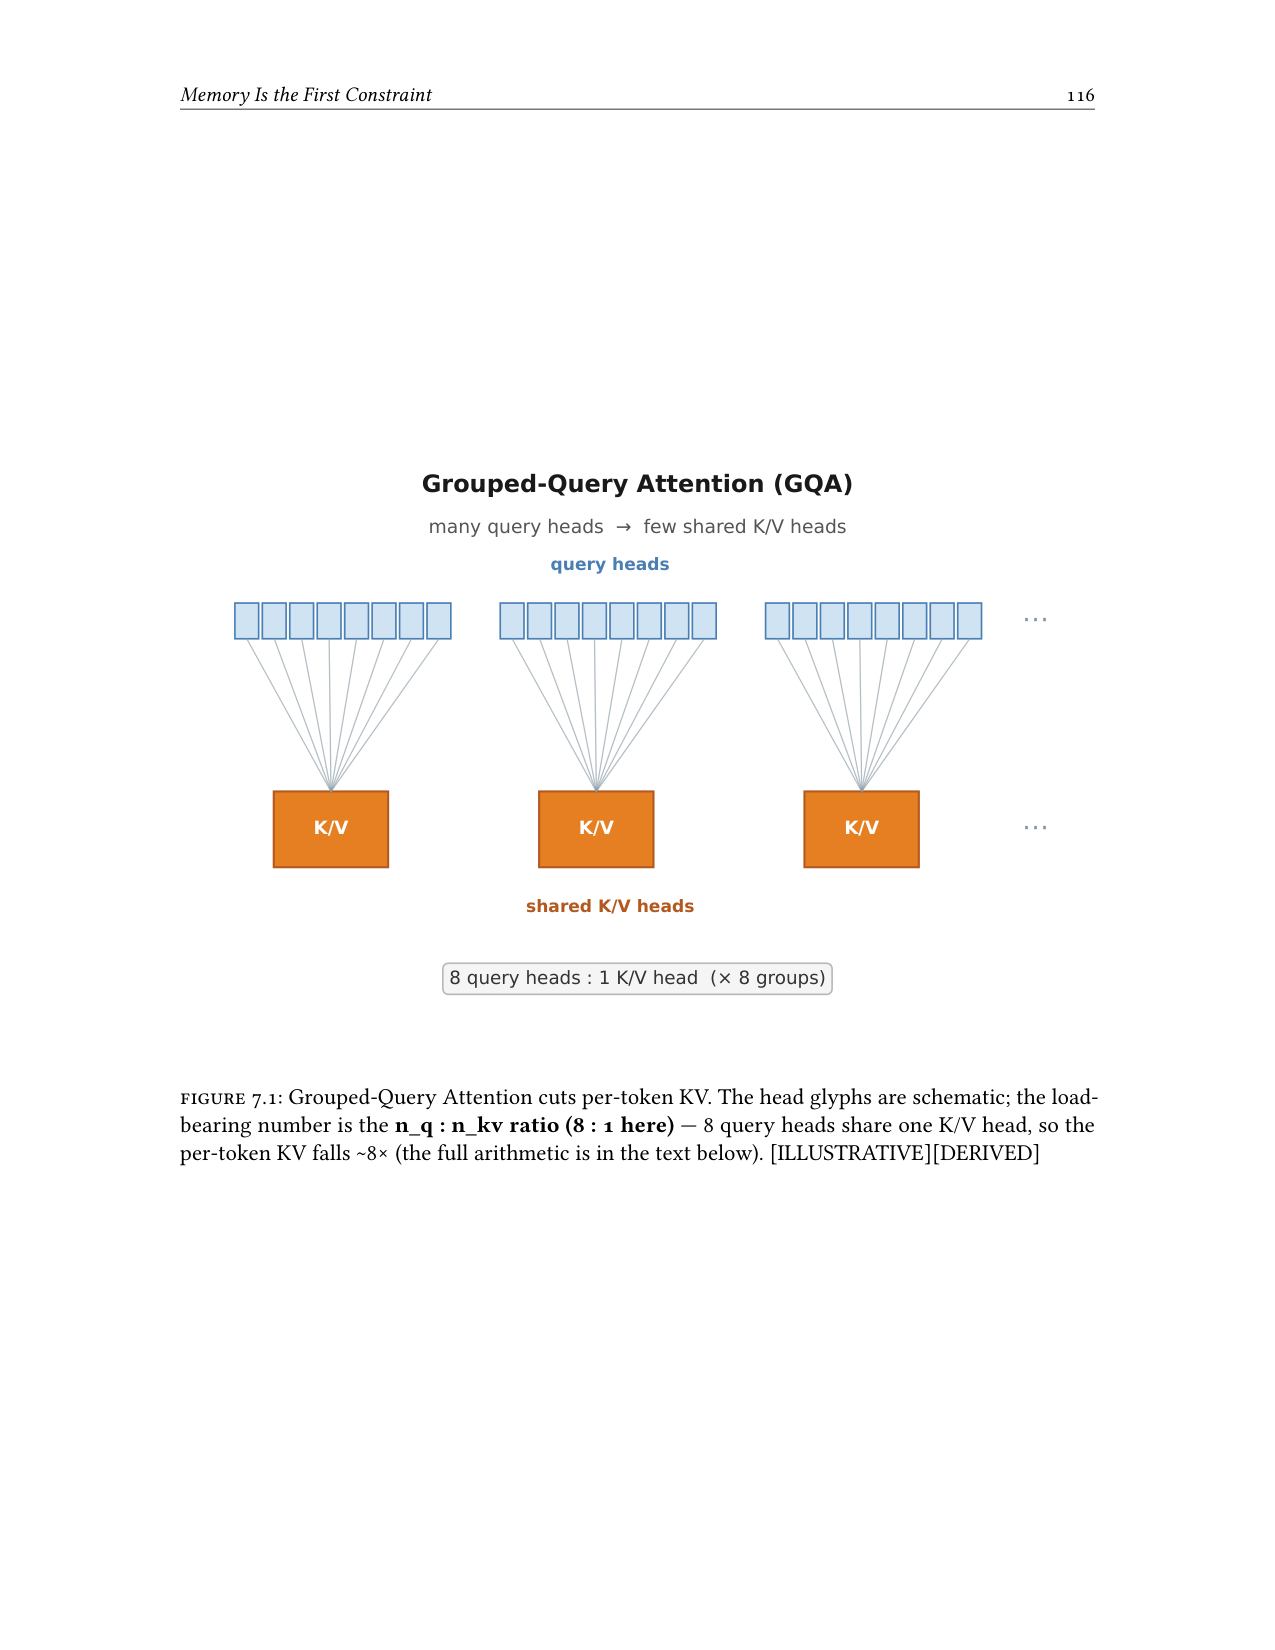 Memory Is the First Constraint 116
Grouped-Query Attention (GQA)
many query heads → few shared K/V heads
query heads
...
K/V K/V K/V ...
shared K/V heads
8 query heads : 1 K/V head (× 8 groups)
FIGURE 7.1: Grouped-Query Attention cuts per-token KV. The head glyphs are schematic; the load-
bearing number is the n_q : n_kv ratio (8 : 1 here) — 8 query heads share one K/V head, so the
per-token KV falls ~8× (the full arithmetic is in the text below). [ILLUSTRATIVE][DERIVED]